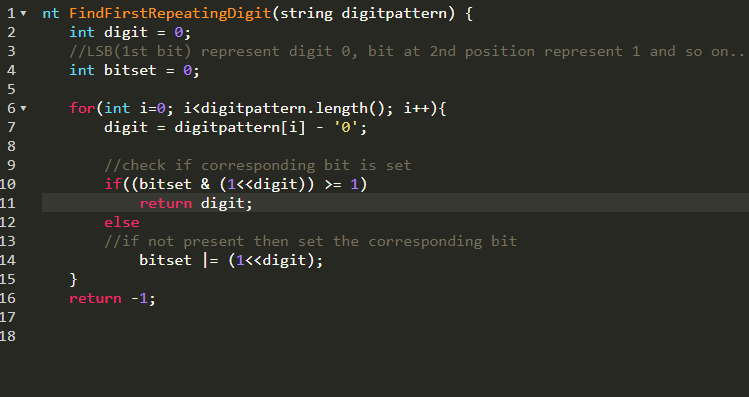 1 nt FindFirstRepeatingDigit(string digitpattern) {
2     int digit = 0;
3     //LSB(1st bit) represent digit 0, bit at 2nd position represent 1 and so on..
4     int bitset = 0;
5
6     for(int i=0; i<digitpattern.length(); i++){
7         digit = digitpattern[i] - '0';
8
9         //check if corresponding bit is set
10         if((bitset & (1<<digit)) >= 1)
11             return digit;
12         else
13         //if not present then set the corresponding bit
14             bitset |= (1<<digit);
15     }
16     return -1;
17
18